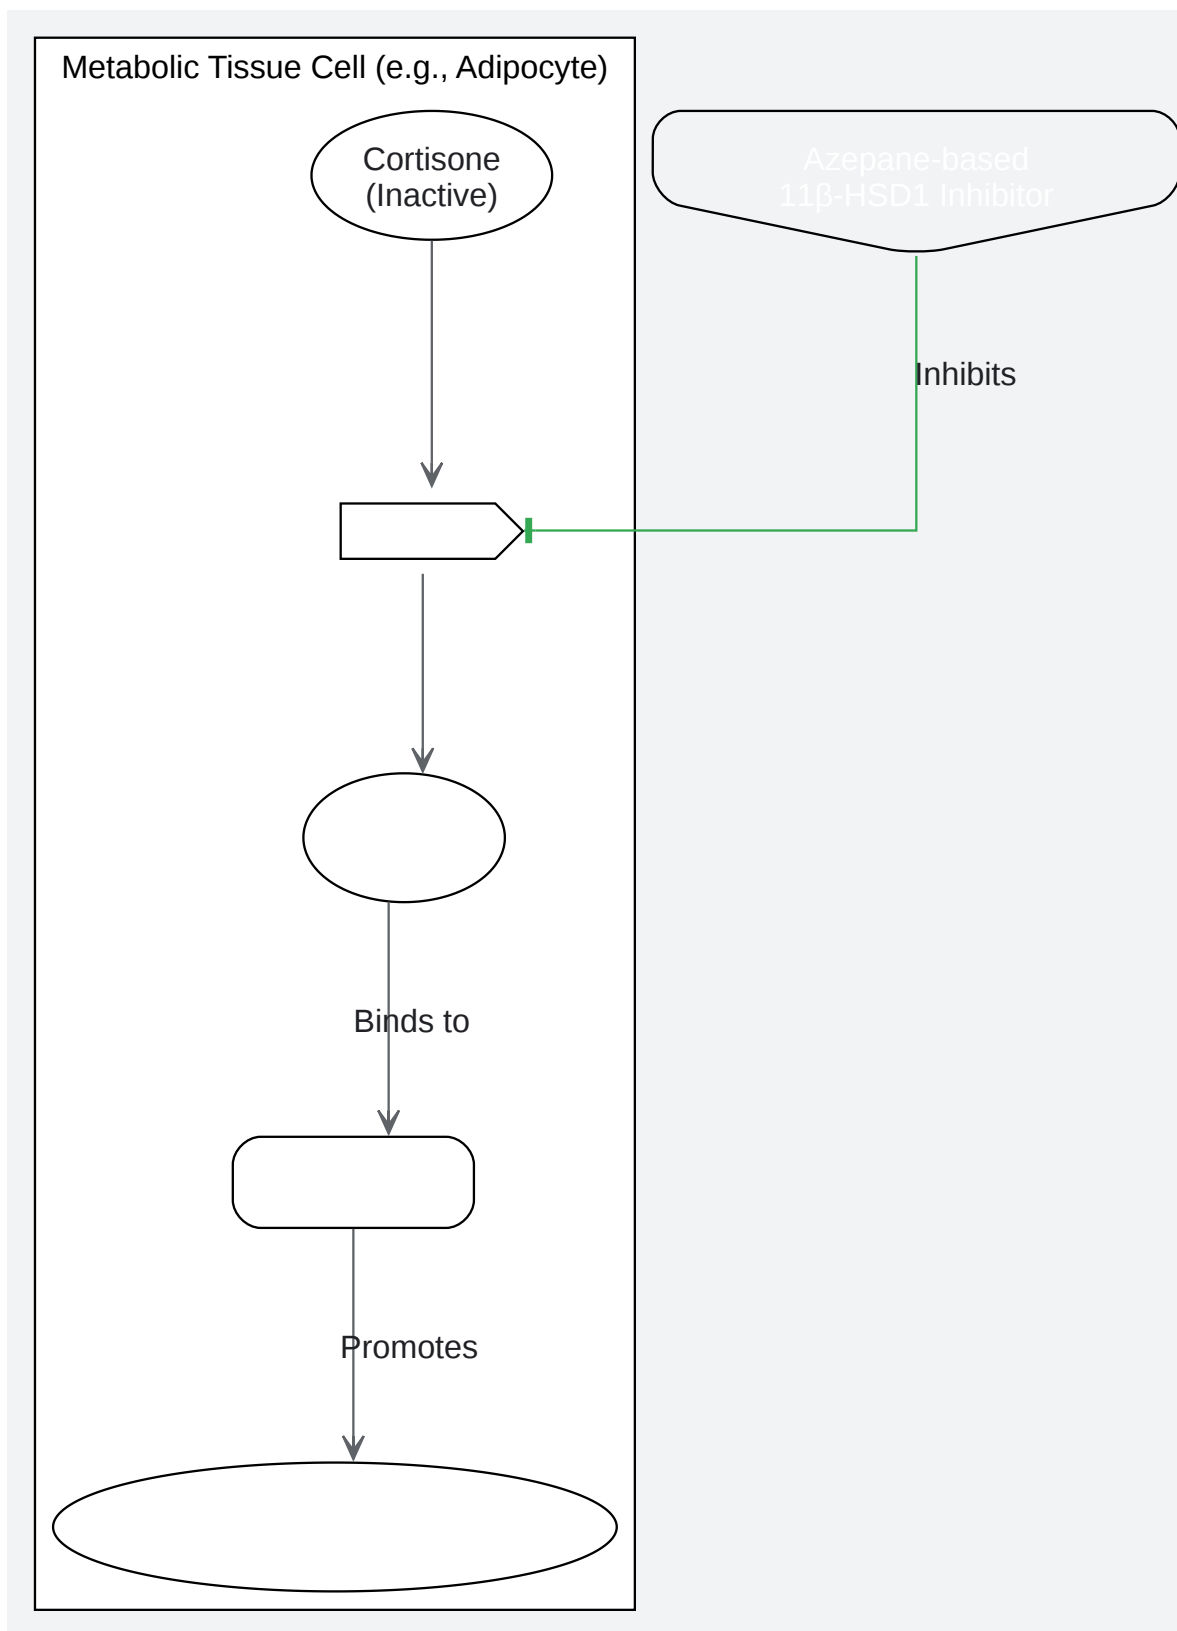 Metabolic Tissue Cell (e.g., Adipocyte)
Cortisone
(Inactive)
Azepane-based
11β-HSD1 Inhibitor
Inhibits
Binds to
Promotes